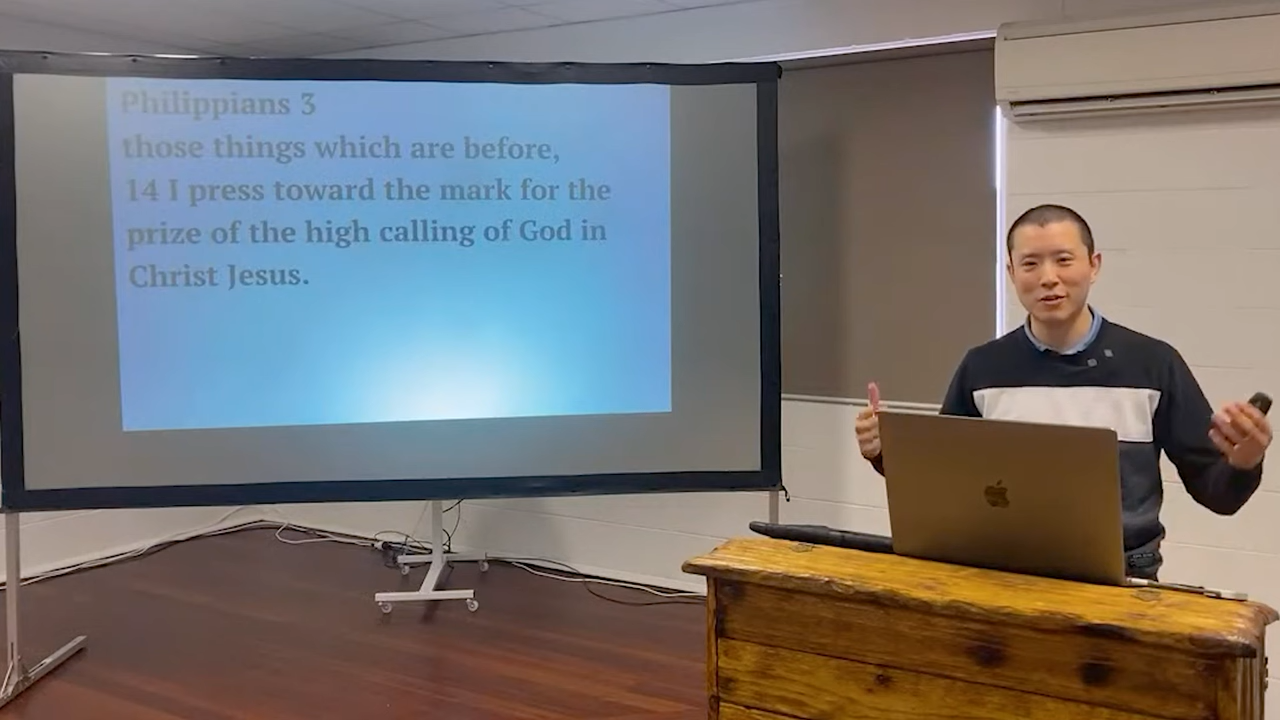 Philippians 3
those things which are before,
14 I press toward the mark for the
prize of the high calling of God in
Christ Jesus.